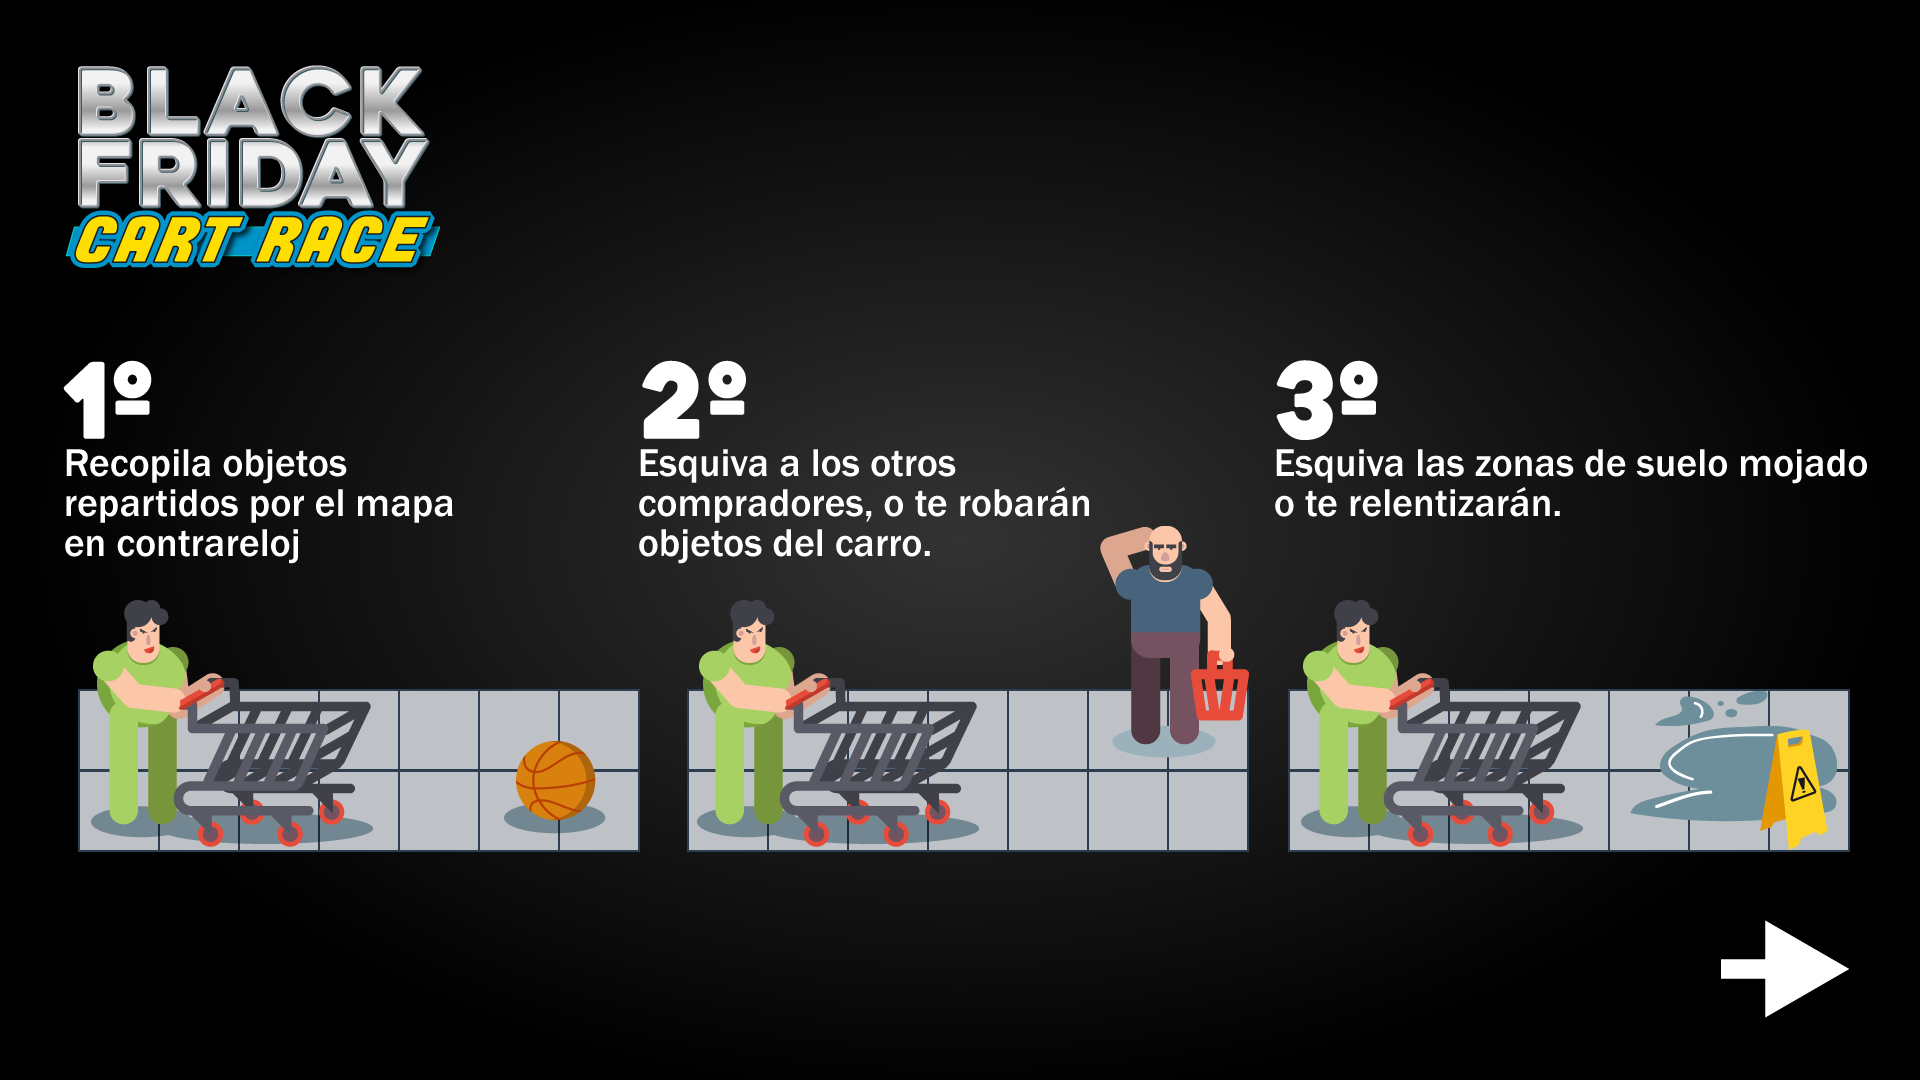 BLACK
FRIDAY
CART RACE
1º
Recopila objetos
repartidos por el mapa
en contrareloj
2º
Esquiva a los otros
compradores, o te robarán
objetos del carro.
3º
Esquiva las zonas de suelo mojado
o te relentizarán.